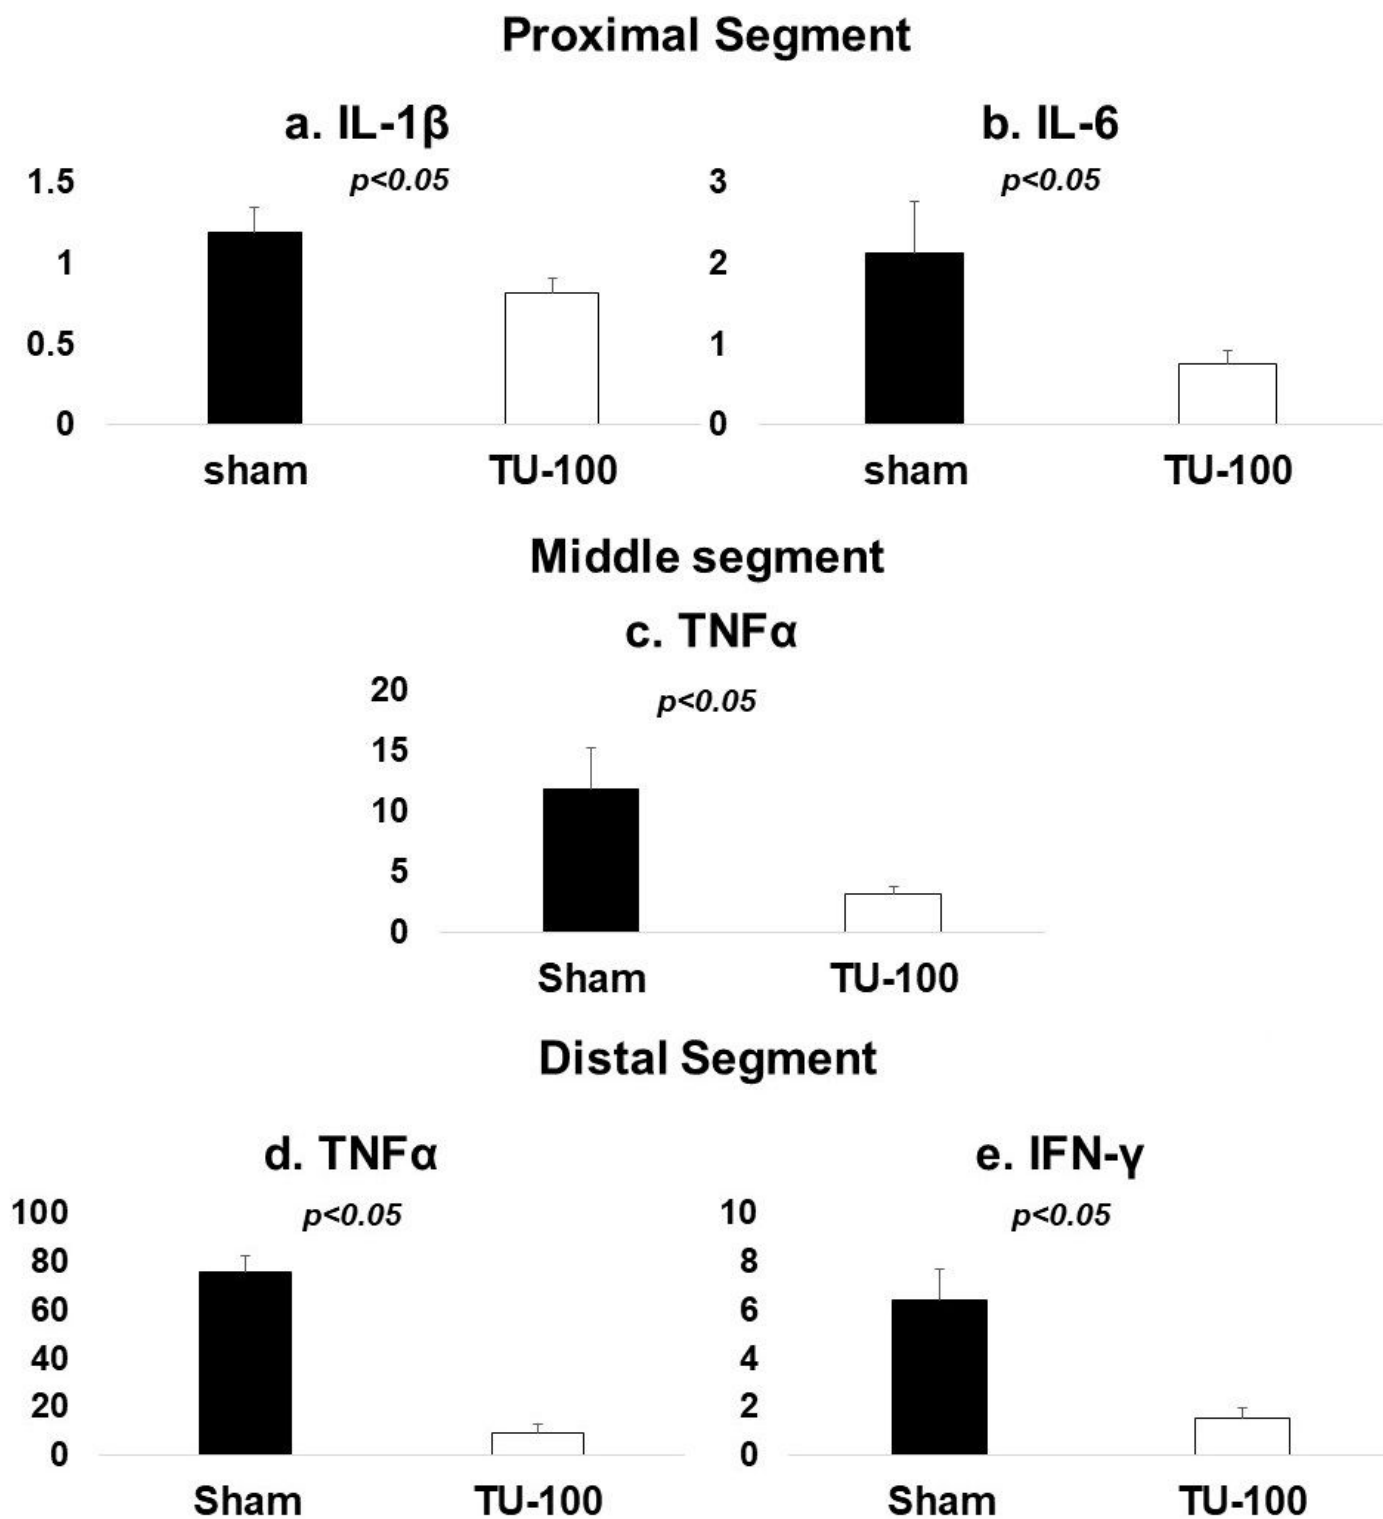 Proximal Segment
a. IL-1β
p<0.05
1.5
1
0.5
0
sham TU-100
b. IL-6
p<0.05
3
2
1
0
sham TU-100
Middle segment
c. TNFα
p<0.05
20
15
10
5
0
Sham TU-100
Distal Segment
d. TNFα
p<0.05
100
80
60
40
20
0
Sham TU-100
e. IFN-γ
p<0.05
10
8
6
4
2
0
Sham TU-100